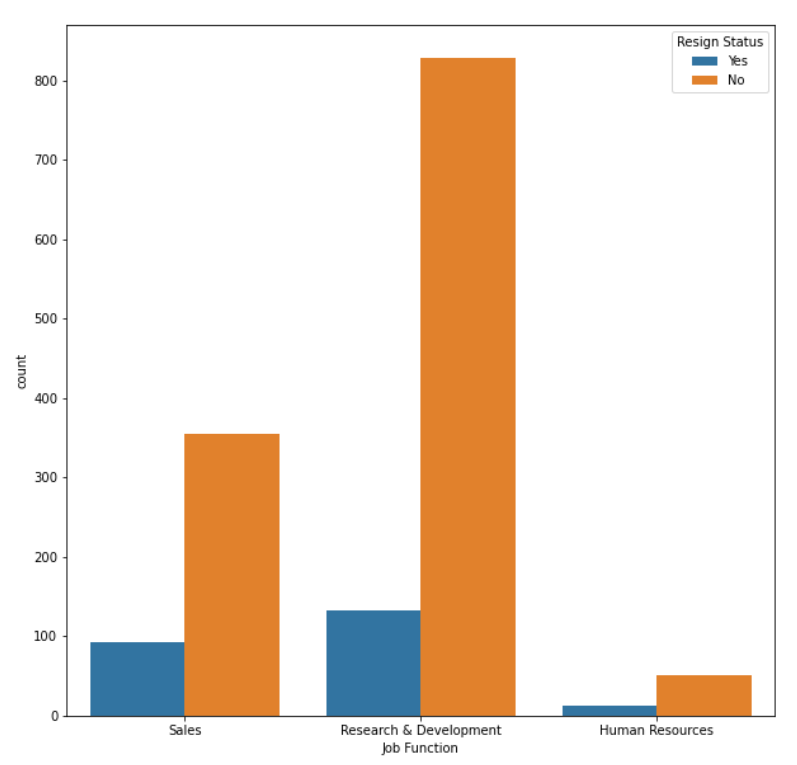 Resign Status
Yes
No
800
700
600
500
400
300
200
100
0
count
Sales
Research & Development
Human Resources
Job Function